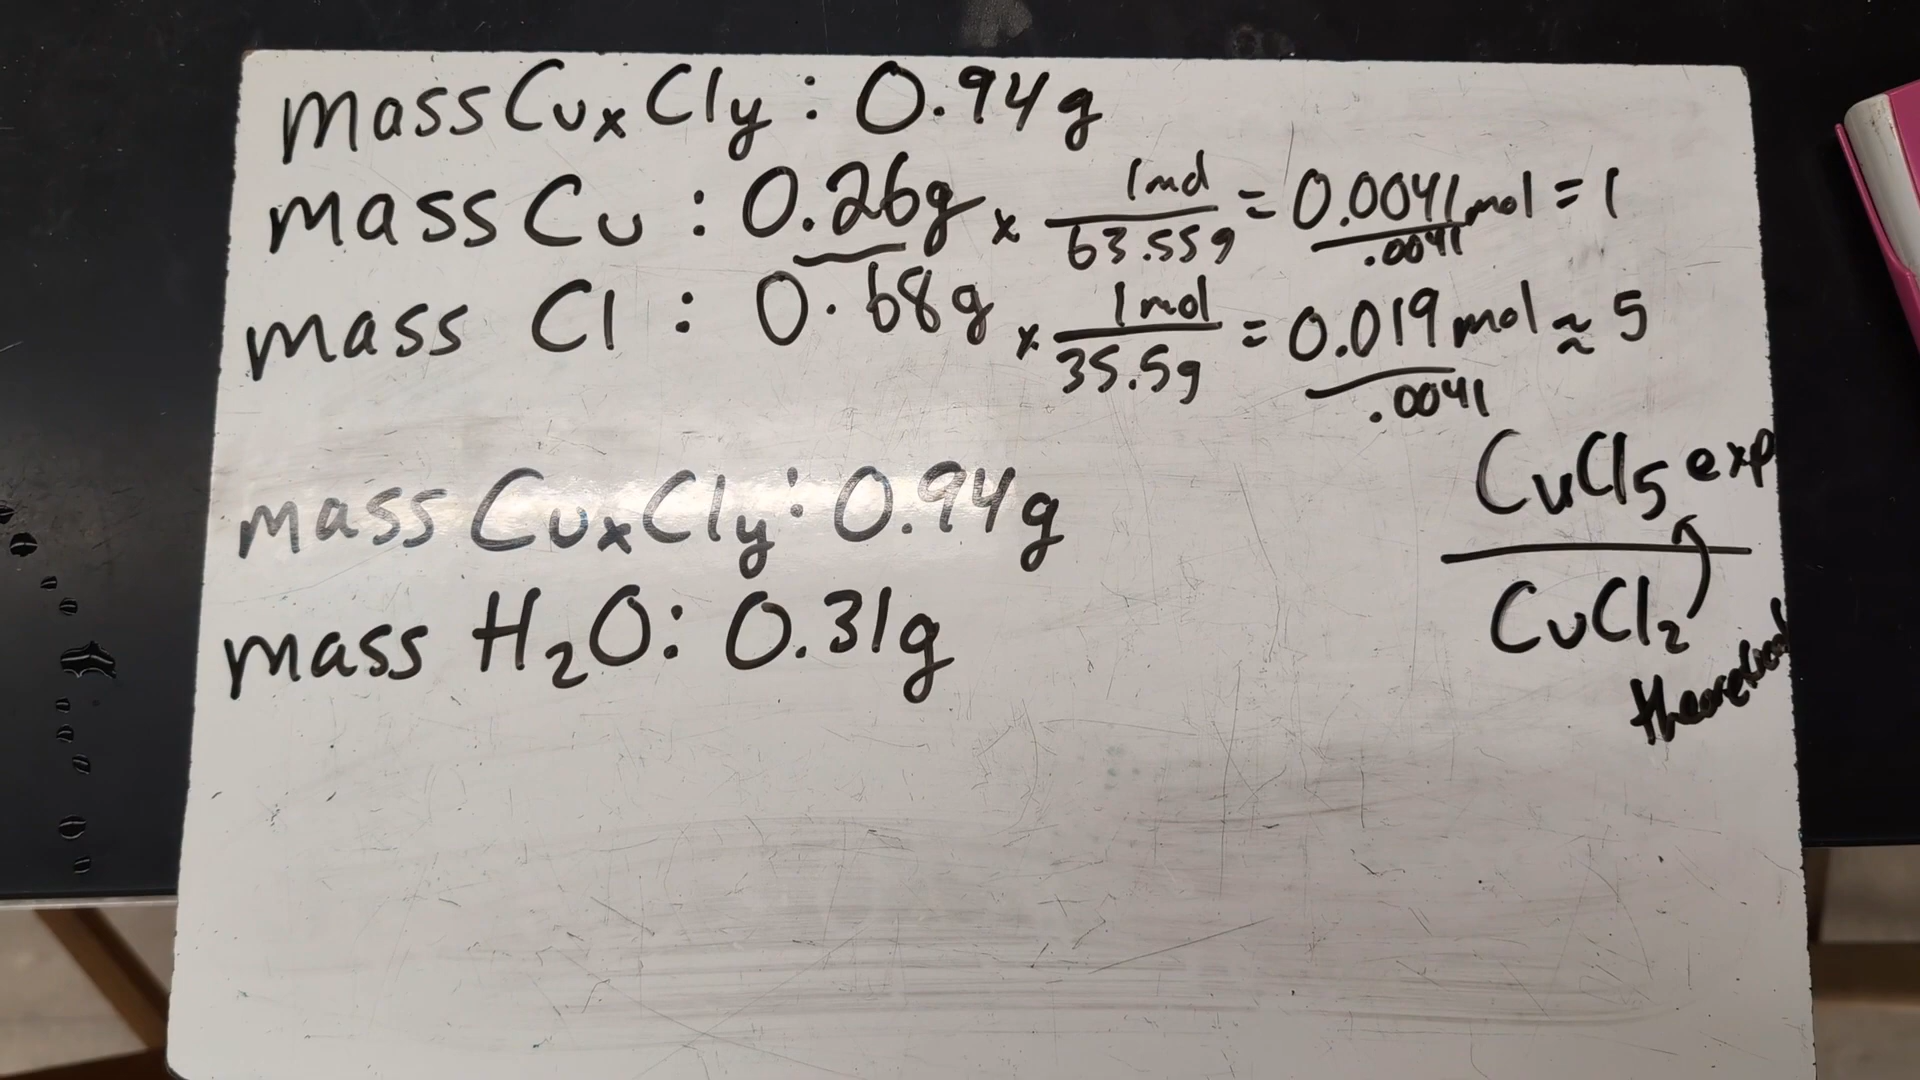 mass CuₓCly : 0.94g
mass Cu : 0.26g x 1mol/63.55g = 0.0041mol/.0041 = 1
mass Cl : 0.68g x 1mol/35.5g = 0.019mol/.0041 ≈ 5
mass CuₓCly : 0.94g
mass H₂O : 0.31g
CuCl₅ exp
CuCl₂
theoretical